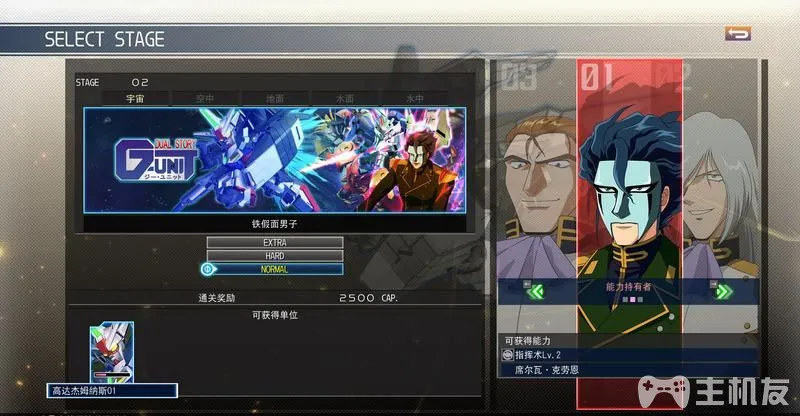 SELECT STAGE
STAGE 02
宇宙 空中 地面 水面 水中
DUAL STORY
G-UNIT
ジー・ユニット
铁假面男子
EXTRA
HARD
NORMAL
通关奖励 2500 CAP.
可获得单位
高达杰姆纳斯01
03 01 02
能力持有者
可获得能力
指挥术Lv.2
席尔瓦·克劳恩
主机友